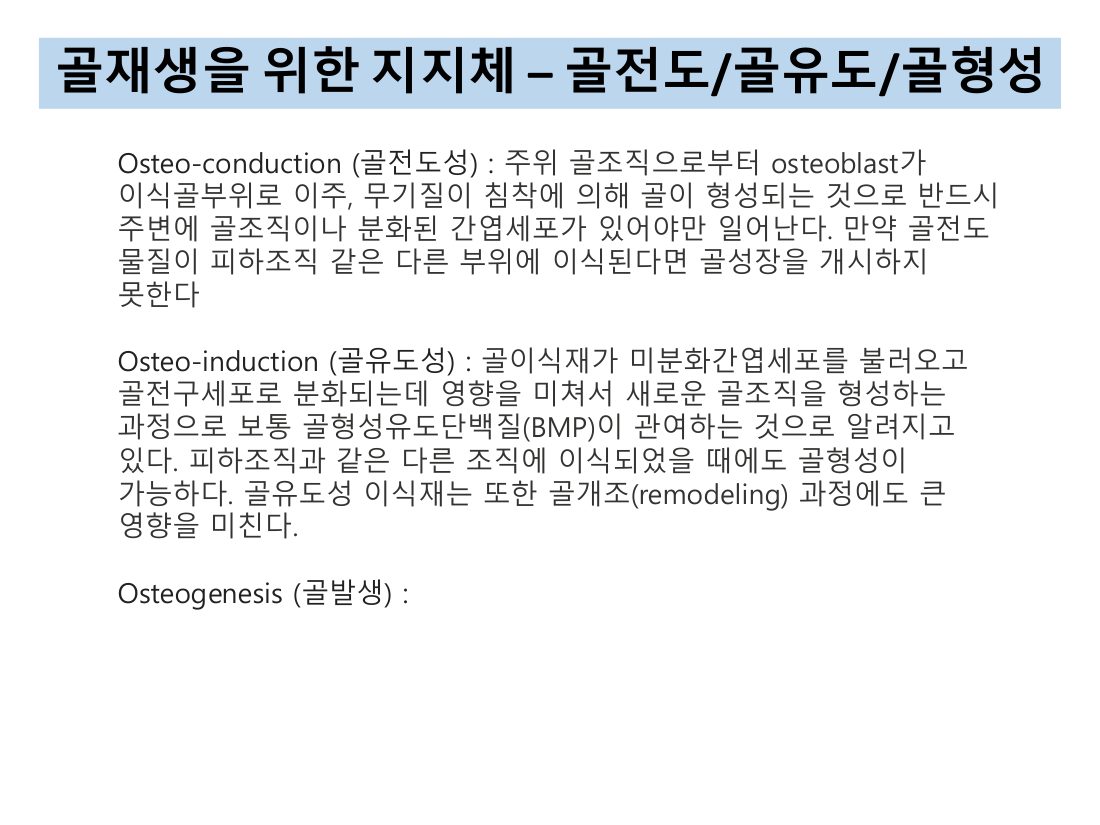 골재생을 위한 지지체 – 골전도/골유도/골형성
Osteo-conduction (골전도성) : 주위 골조직으로부터 osteoblast가
이식골부위로 이주, 무기질이 침착에 의해 골이 형성되는 것으로 반드시
주변에 골조직이나 분화된 간엽세포가 있어야만 일어난다. 만약 골전도
물질이 피하조직 같은 다른 부위에 이식된다면 골성장을 개시하지
못한다
Osteo-induction (골유도성) : 골이식재가 미분화간엽세포를 불러오고
골전구세포로 분화되는데 영향을 미쳐서 새로운 골조직을 형성하는
과정으로 보통 골형성유도단백질(BMP)이 관여하는 것으로 알려지고
있다. 피하조직과 같은 다른 조직에 이식되었을 때에도 골형성이
가능하다. 골유도성 이식재는 또한 골개조(remodeling) 과정에도 큰
영향을 미친다.
Osteogenesis (골발생) :